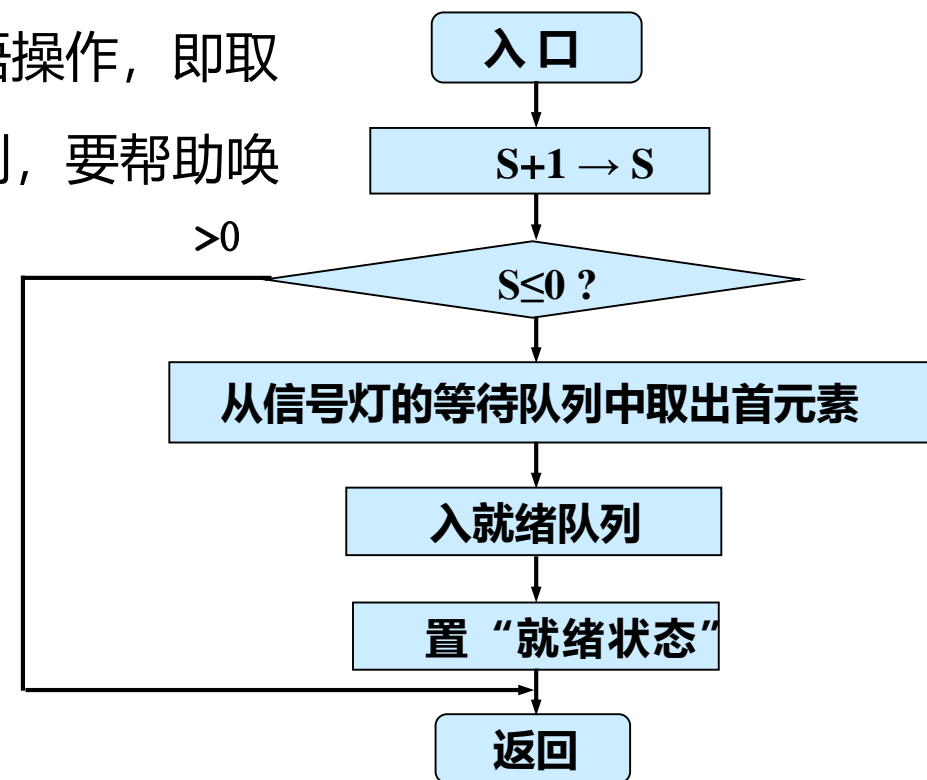 操作，即取
，要帮助唤
入口
S+1 → S
>0
S≤0 ?
从信号灯的等待队列中取出首元素
入就绪队列
置“就绪状态”
返回